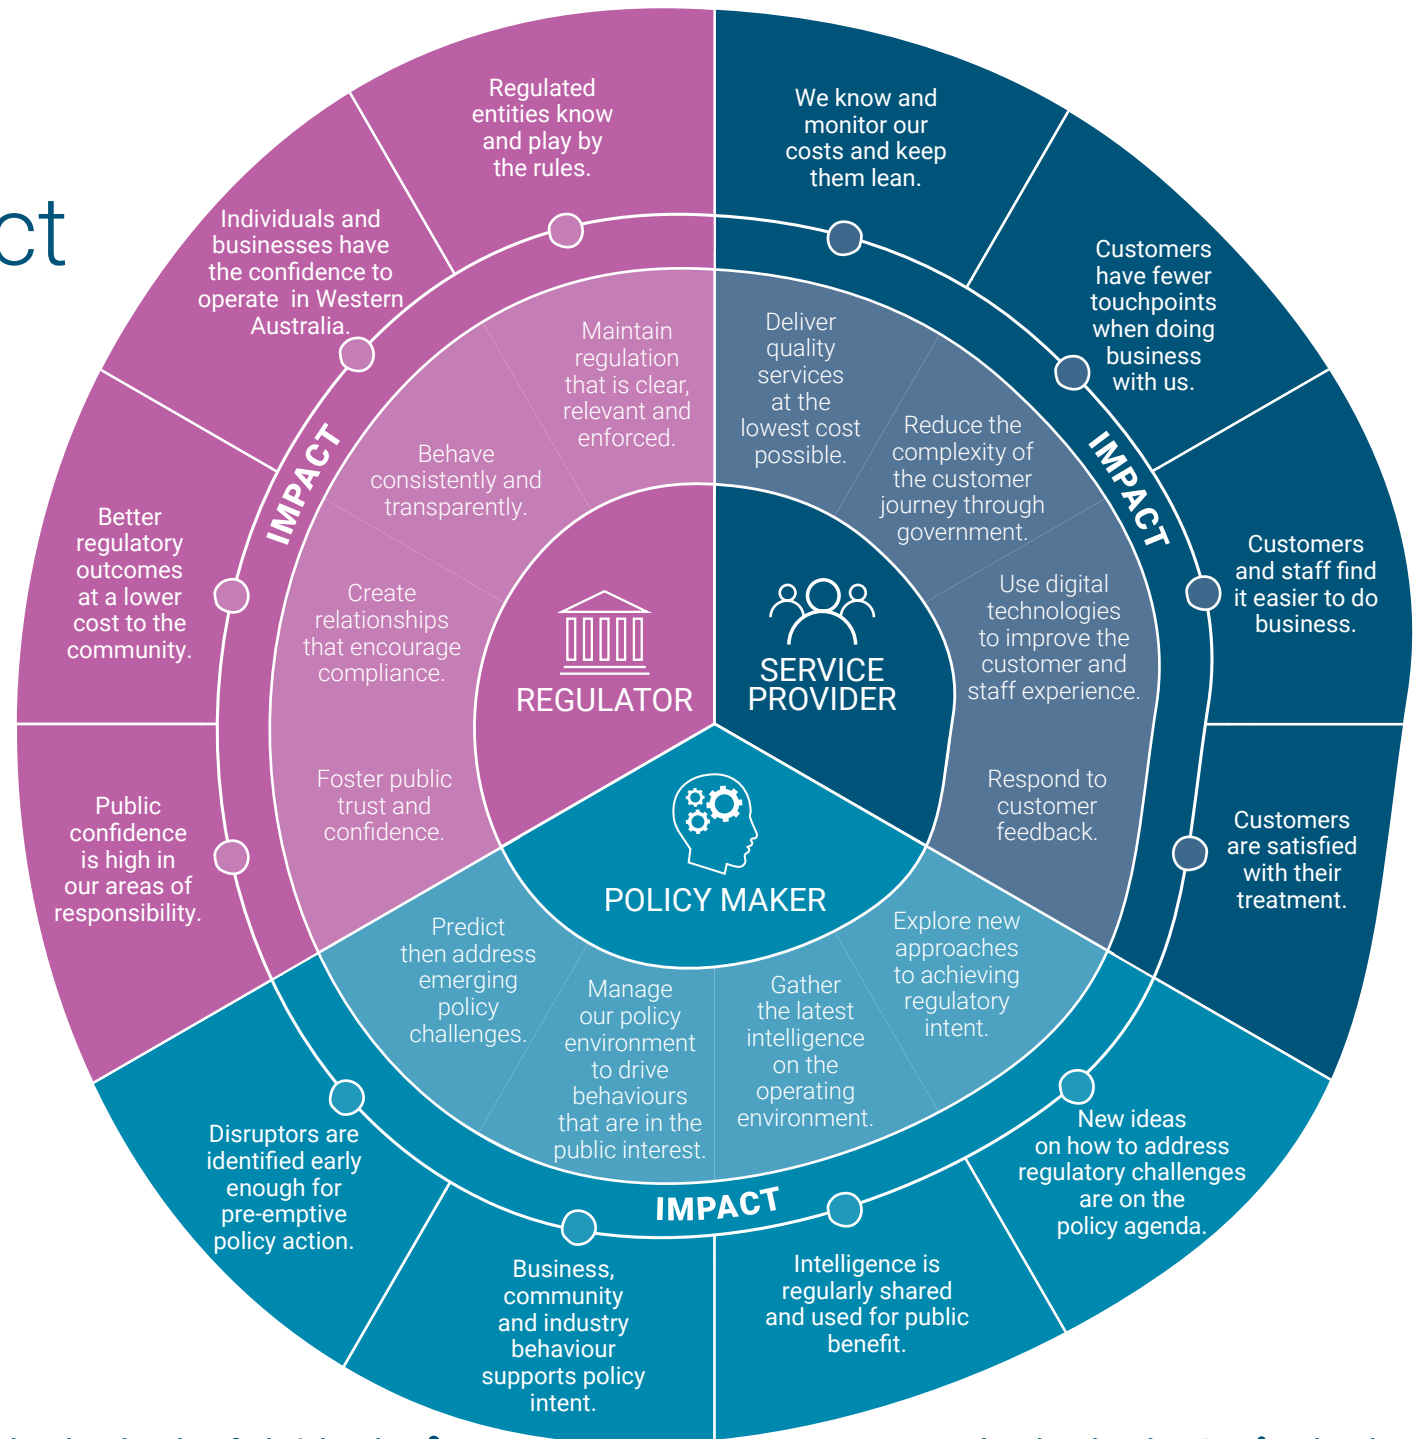 ct
Regulated
entities know
and play by
the rules.
Individuals and
businesses have
the confidence to
operate  in Western
Australia.
Better
regulatory
outcomes
at a lower
cost to the
community.
Public
confidence
is high in
our areas of
responsibility.
IMPACT
Maintain
regulation
that is clear,
relevant and
enforced.
Behave
consistently and
transparently.
Create
relationships
that encourage
compliance.
Foster public
trust and
confidence.
REGULATOR
We know and
monitor our
costs and keep
them lean.
Customers
have fewer
touchpoints
when doing
business
with us.
Customers
and staff find
it easier to do
business.
Customers
are satisfied
with their
treatment.
IMPACT
Deliver
quality
services
at the
lowest cost
possible.
Reduce the
complexity of
the customer
journey through
government.
Use digital
technologies
to improve the
customer and
staff experience.
Respond to
customer
feedback.
SERVICE
PROVIDER
POLICY MAKER
Predict
then address
emerging
policy
challenges.
Manage
our policy
environment
to drive
behaviours
that are in the
public interest.
Gather
the latest
intelligence
on the
operating
environment.
Explore new
approaches
to achieving
regulatory
intent.
IMPACT
Disruptors are
identified early
enough for
pre-emptive
policy action.
Business,
community
and industry
behaviour
supports policy
intent.
Intelligence is
regularly shared
and used for public
benefit.
New ideas
on how to address
regulatory challenges
are on the
policy agenda.